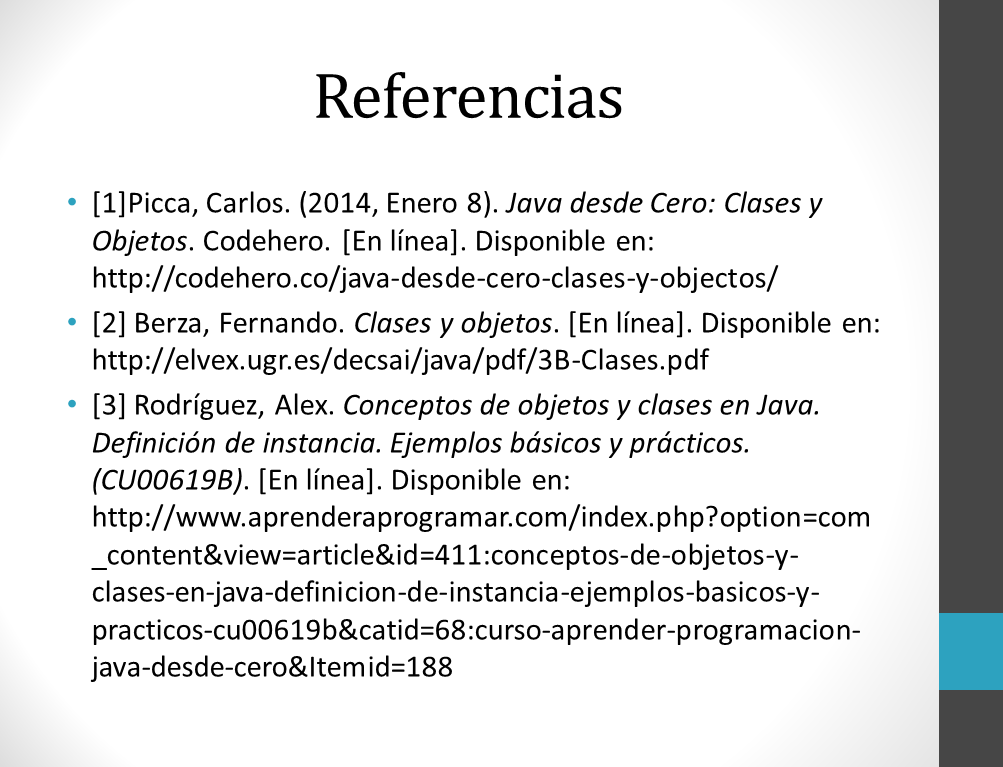 Referencias
• [1]Picca, Carlos. (2014, Enero 8). Java desde Cero: Clases y
Objetos. Codehero. [En línea]. Disponible en:
http://codehero.co/java-desde-cero-clases-y-objectos/
• [2] Berza, Fernando. Clases y objetos. [En línea]. Disponible en:
http://elvex.ugr.es/decsai/java/pdf/3B-Clases.pdf
• [3] Rodríguez, Alex. Conceptos de objetos y clases en Java.
Definición de instancia. Ejemplos básicos y prácticos.
(CU00619B). [En línea]. Disponible en:
http://www.aprenderaprogramar.com/index.php?option=com
_content&view=article&id=411:conceptos-de-objetos-y-
clases-en-java-definicion-de-instancia-ejemplos-basicos-y-
practicos-cu00619b&catid=68:curso-aprender-programacion-
java-desde-cero&Itemid=188